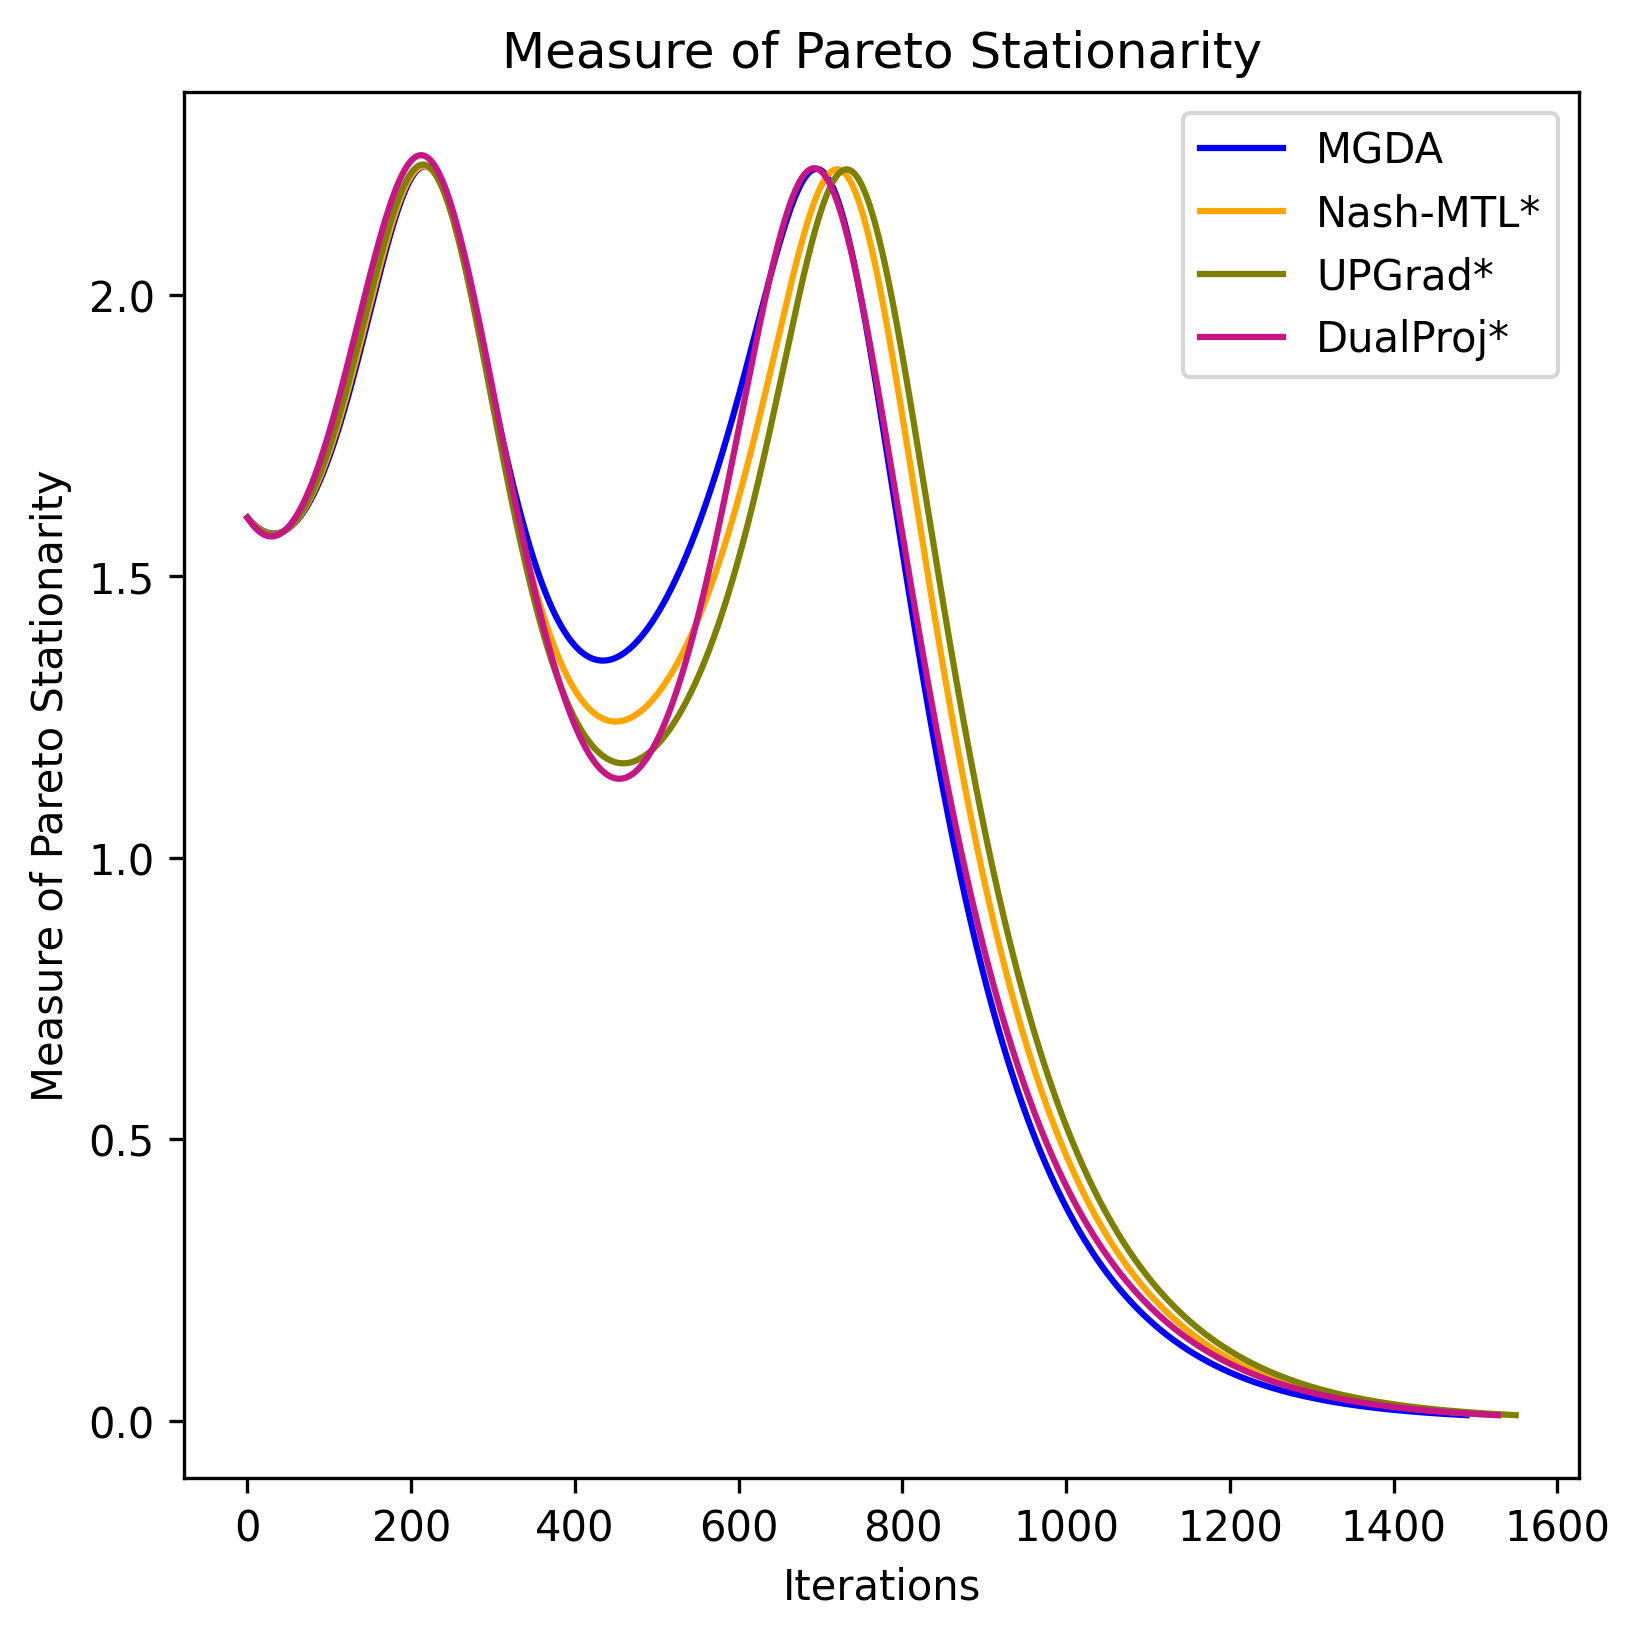 Measure of Pareto Stationarity
MGDA
Nash-MTL*
UPGrad*
DualProj*
Measure of Pareto Stationarity
2.0
1.5
1.0
0.5
0.0
0 200 400 600 800 1000 1200 1400 1600
Iterations